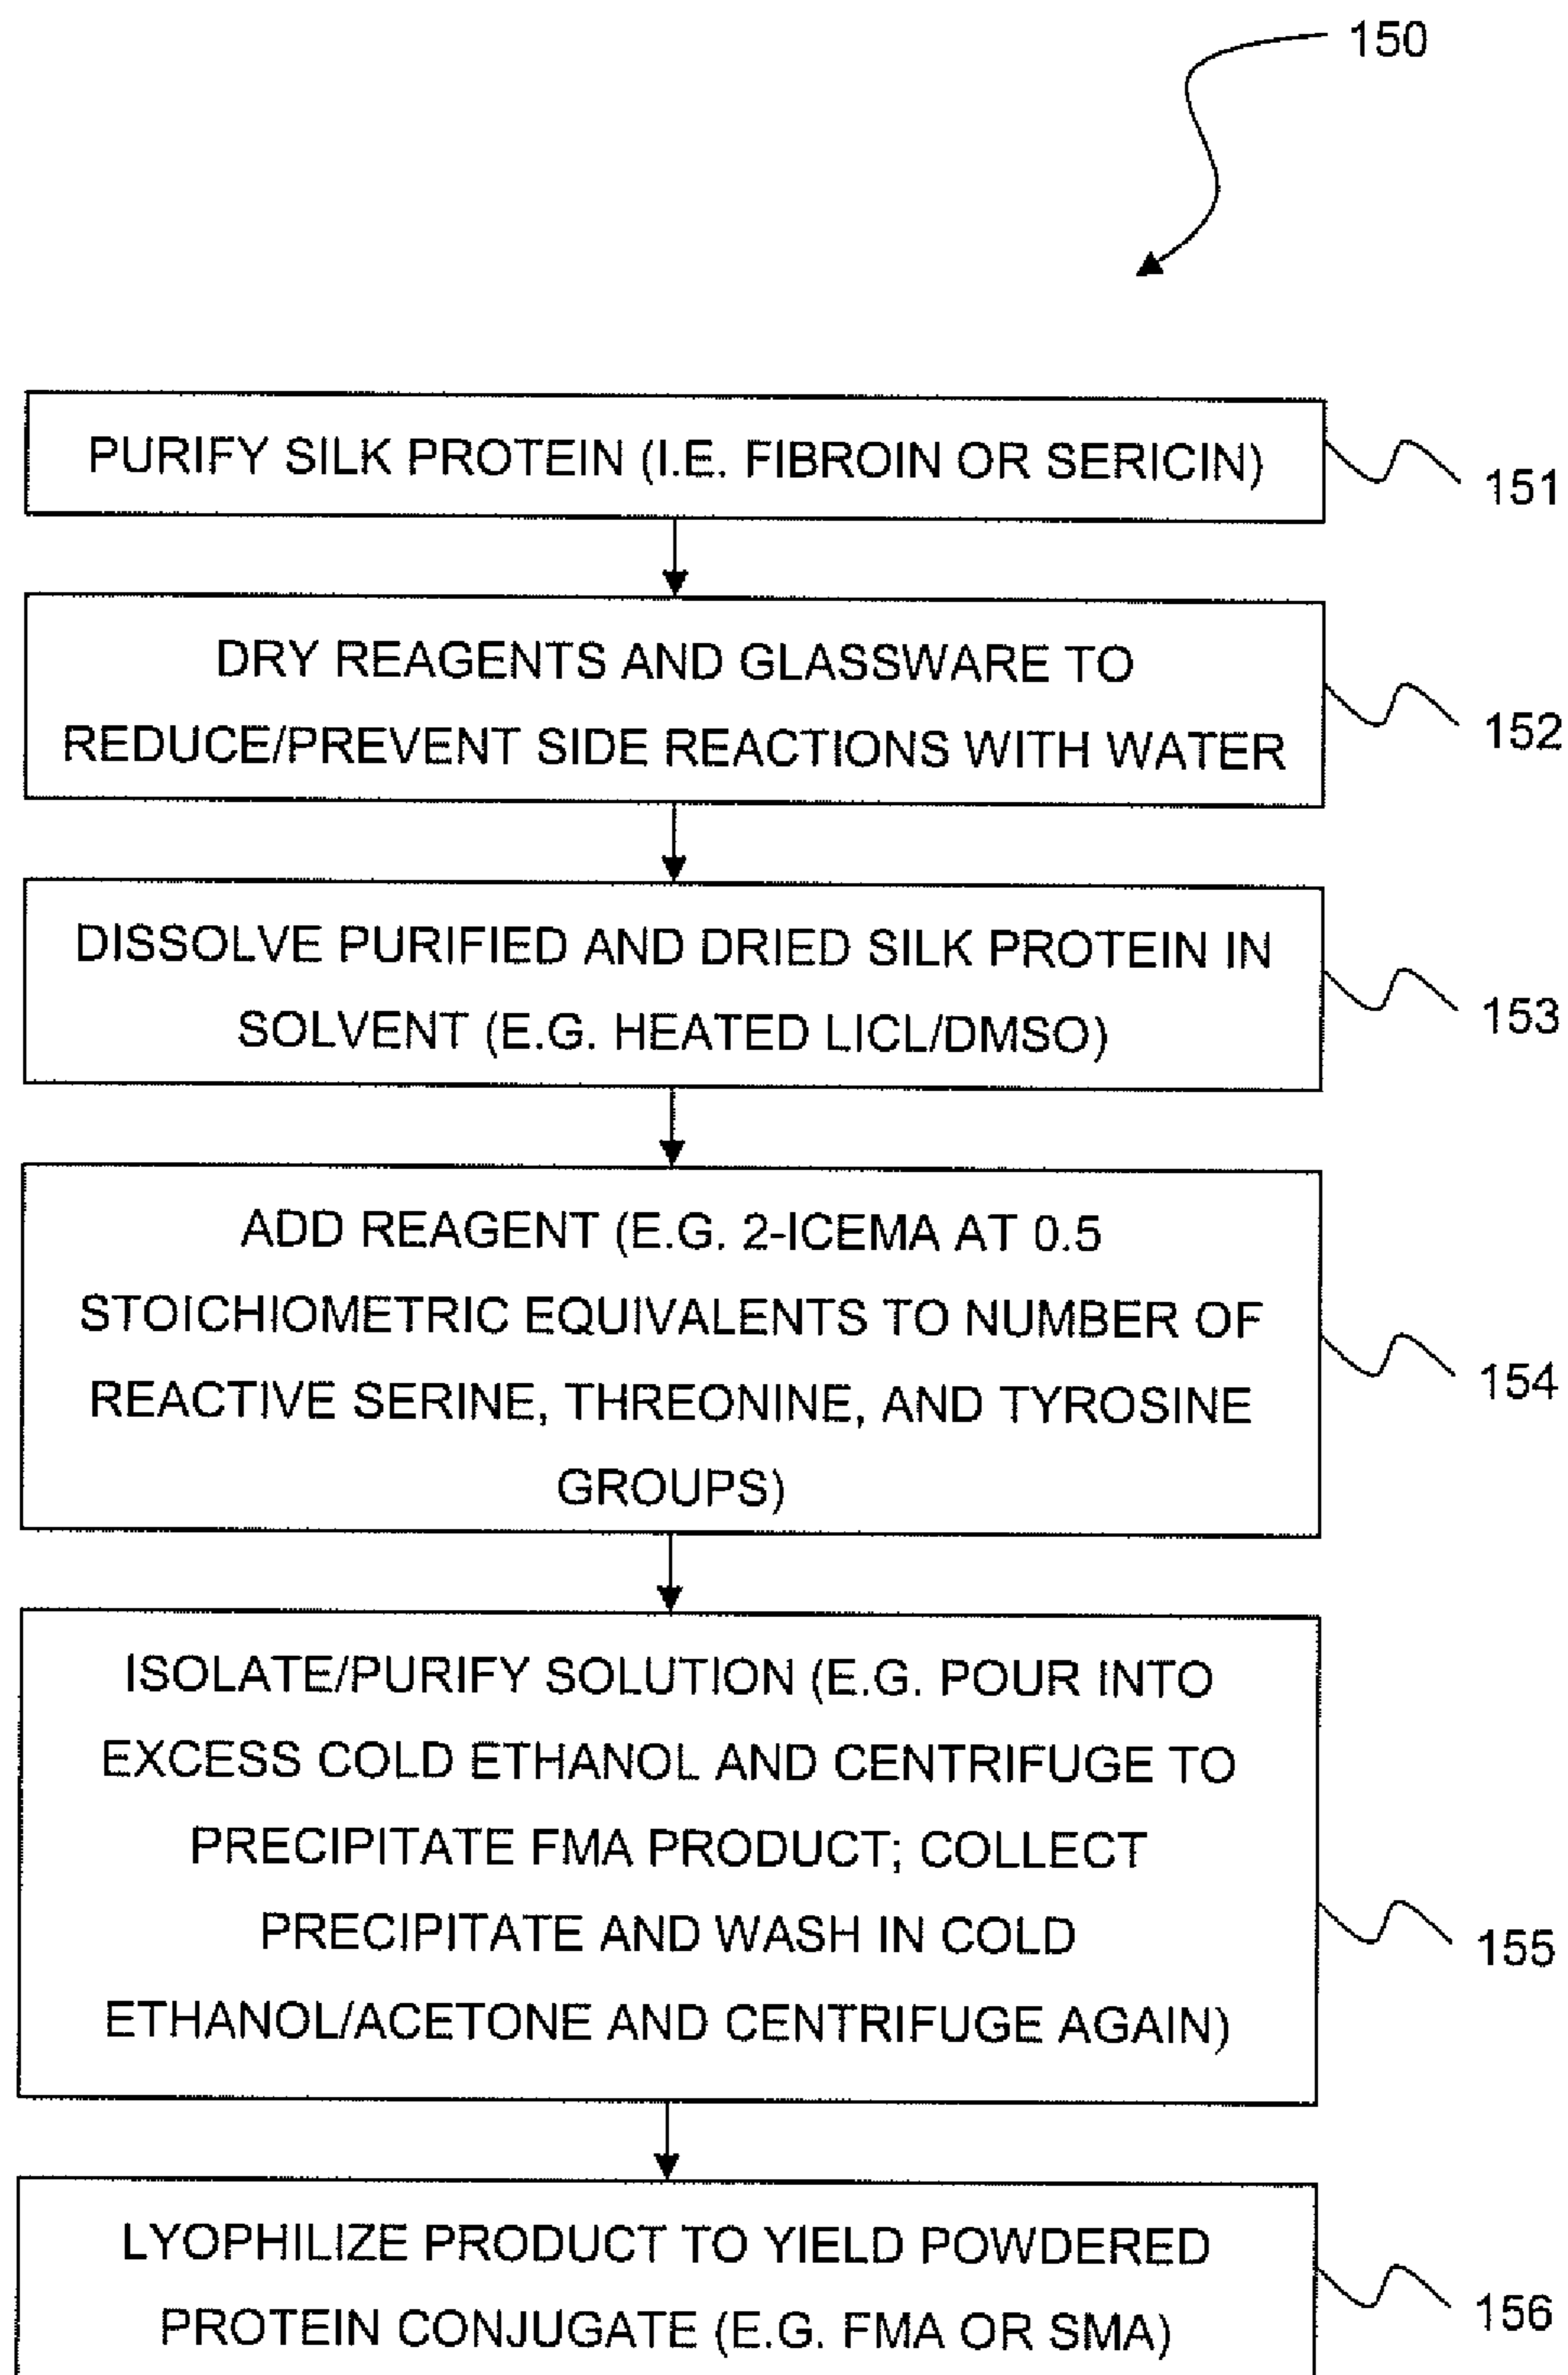 150
PURIFY SILK PROTEIN (I.E. FIBROIN OR SERICIN)
151
DRY REAGENTS AND GLASSWARE TO
REDUCE/PREVENT SIDE REACTIONS WITH WATER
152
DISSOLVE PURIFIED AND DRIED SILK PROTEIN IN
SOLVENT (E.G. HEATED LICL/DMSO)
153
ADD REAGENT (E.G. 2-ICEMA AT 0.5
STOICHIOMETRIC EQUIVALENTS TO NUMBER OF
REACTIVE SERINE, THREONINE, AND TYROSINE
GROUPS)
154
ISOLATE/PURIFY SOLUTION (E.G. POUR INTO
EXCESS COLD ETHANOL AND CENTRIFUGE TO
PRECIPITATE FMA PRODUCT; COLLECT
PRECIPITATE AND WASH IN COLD
ETHANOL/ACETONE AND CENTRIFUGE AGAIN)
155
LYOPHILIZE PRODUCT TO YIELD POWDERED
PROTEIN CONJUGATE (E.G. FMA OR SMA)
156